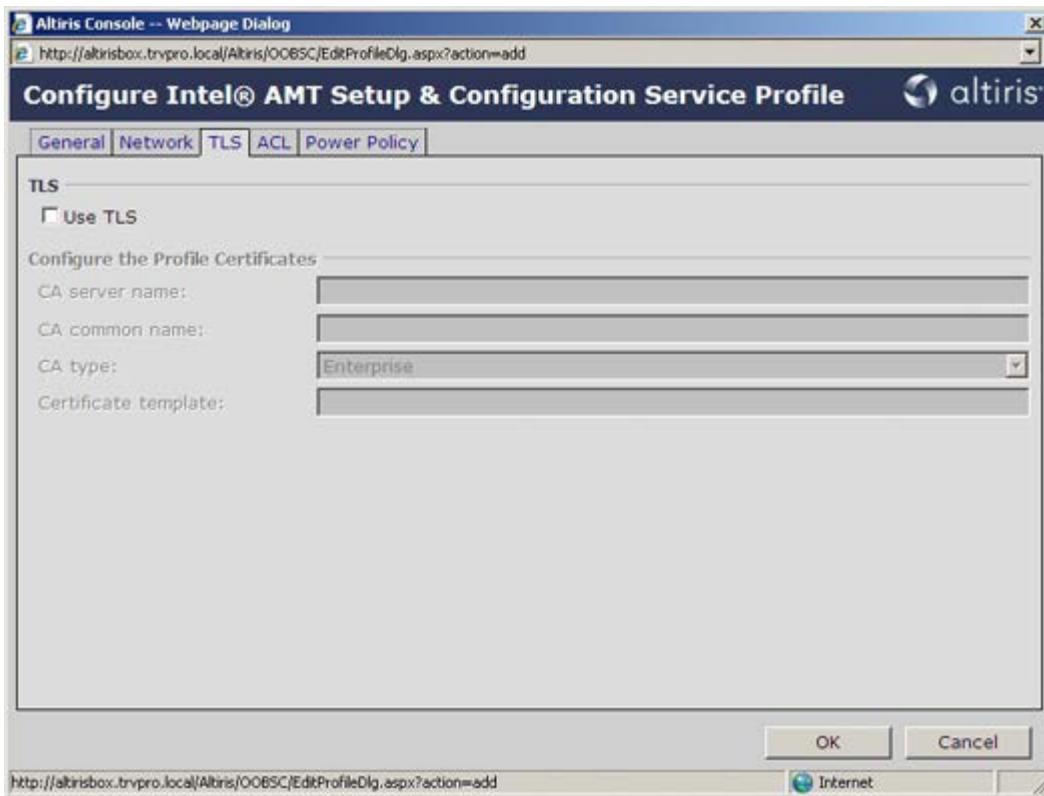 Altiris Console -- Webpage Dialog
http://altirisbox.trvpro.local/Altiris/OOBSC/EditProfileDlg.aspx?action=add
Configure Intel® AMT Setup & Configuration Service Profile altiris
General Network TLS ACL Power Policy
TLS
Use TLS
Configure the Profile Certificates
CA server name:
CA common name:
CA type: Enterprise
Certificate template:
OK Cancel
http://altirisbox.trvpro.local/Altiris/OOBSC/EditProfileDlg.aspx?action=add Internet